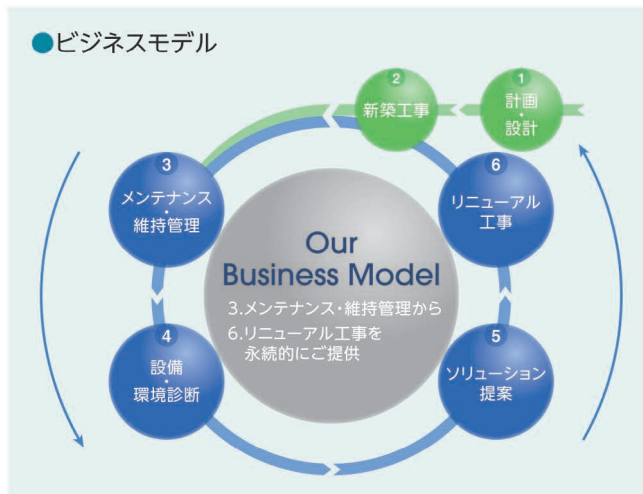 ●ビジネスモデル
1
計画
・
設計
2
新築工事
3
メンテナンス
・
維持管理
4
設備
・
環境診断
5
ソリューション
提案
6
リニューアル
工事
Our
Business Model
3.メンテナンス・維持管理から
6.リニューアル工事を
永続的にご提供